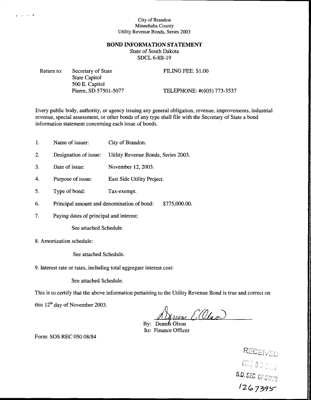 City of Brandon
Minnehaha County
Utility Revenue Bonds, Series 2003
BOND INFORMATION STATEMENT
State of South Dakota
SDCL 6-8B-19
Return to: Secretary of State FILING FEE: $1.00
State Capitol
500 E. Capitol
Pierre, SD 57501-5077 TELEPHONE: #(605) 773-3537
Every public body, authority, or agency issuing any general obligation, revenue, improvements, industrial
revenue, special assessment, or other bonds of any type shall file with the Secretary of State a bond
information statement concerning each issue of bonds.
1. Name of issuer: City of Brandon.
2. Designation of issue: Utility Revenue Bonds, Series 2003.
3. Date of issue: November 12, 2003.
4. Purpose of issue: East Side Utility Project.
5. Type of bond: Tax-exempt.
6. Principal amount and denomination of bond: $775,000.00.
7. Paying dates of principal and interest:
See attached Schedule.
8. Amortization schedule:
See attached Schedule.
9. Interest rate or rates, including total aggregate interest cost:
See attached Schedule.
This is to certify that the above information pertaining to the Utility Revenue Bond is true and correct on
this 12th day of November 2003.
By: Dennis Olson
Its: Finance Officer
Form: SOS REC 050 08/84
RECEIVED
S.D. SEC. OF STATE
1267395